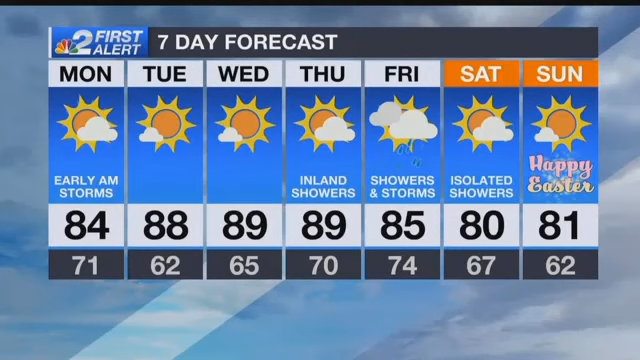 2 FIRST ALERT 7 DAY FORECAST
MON TUE WED THU FRI SAT SUN
EARLY AM STORMS
INLAND SHOWERS
SHOWERS & STORMS
ISOLATED SHOWERS
Happy Easter
84 88 89 89 85 80 81
71 62 65 70 74 67 62